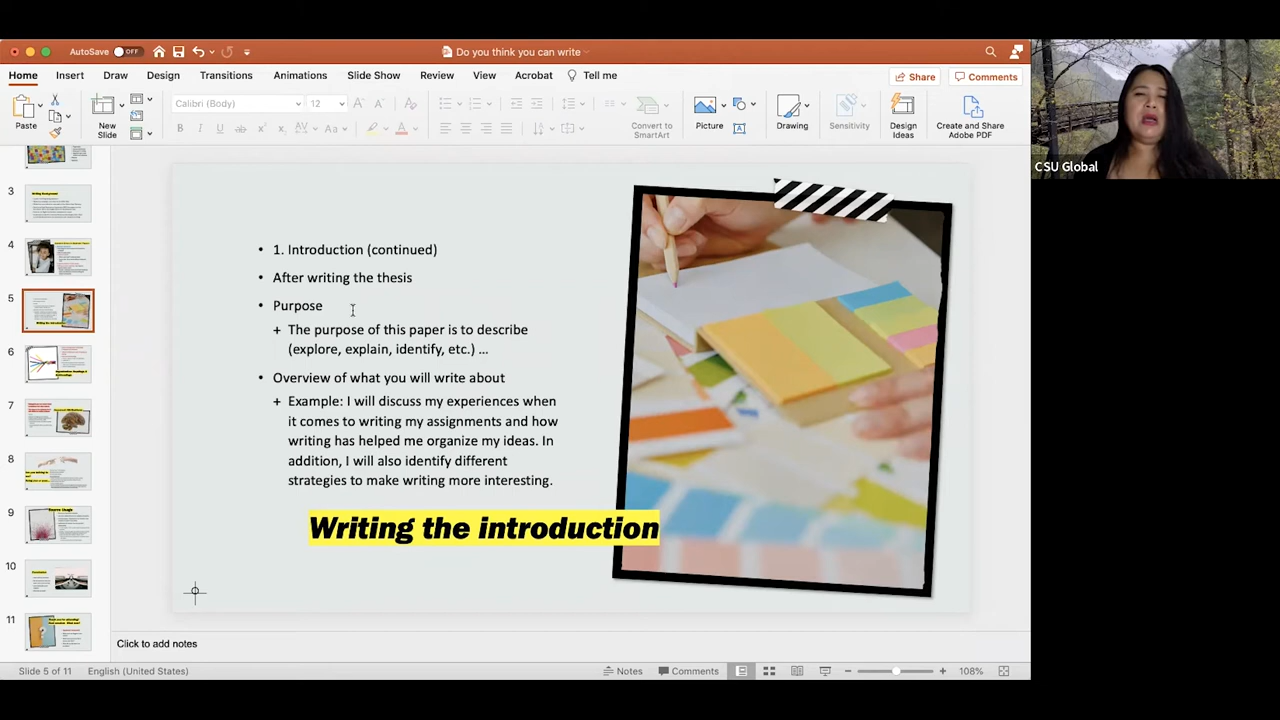 AutoSave OFF
Do you think you can write
Home Insert Draw Design Transitions Animations Slide Show Review View Acrobat Tell me
Share Comments
Paste
New Slide
Calibri (Body) 12
Convert to SmartArt
Picture
Drawing
Sensitivity
Design Ideas
Create and Share Adobe PDF
CSU Global
3
4
5
6
7
8
9
10
11
• 1. Introduction (continued)
• After writing the thesis
• Purpose
+ The purpose of this paper is to describe
(explore, explain, identify, etc.) ...
• Overview of what you will write about
+ Example: I will discuss my experiences when
it comes to writing my assignments and how
writing has helped me organize my ideas. In
addition, I will also identify different
strategies to make writing more interesting.
Writing the introduction
Click to add notes
Slide 5 of 11 English (United States) Notes Comments 108%